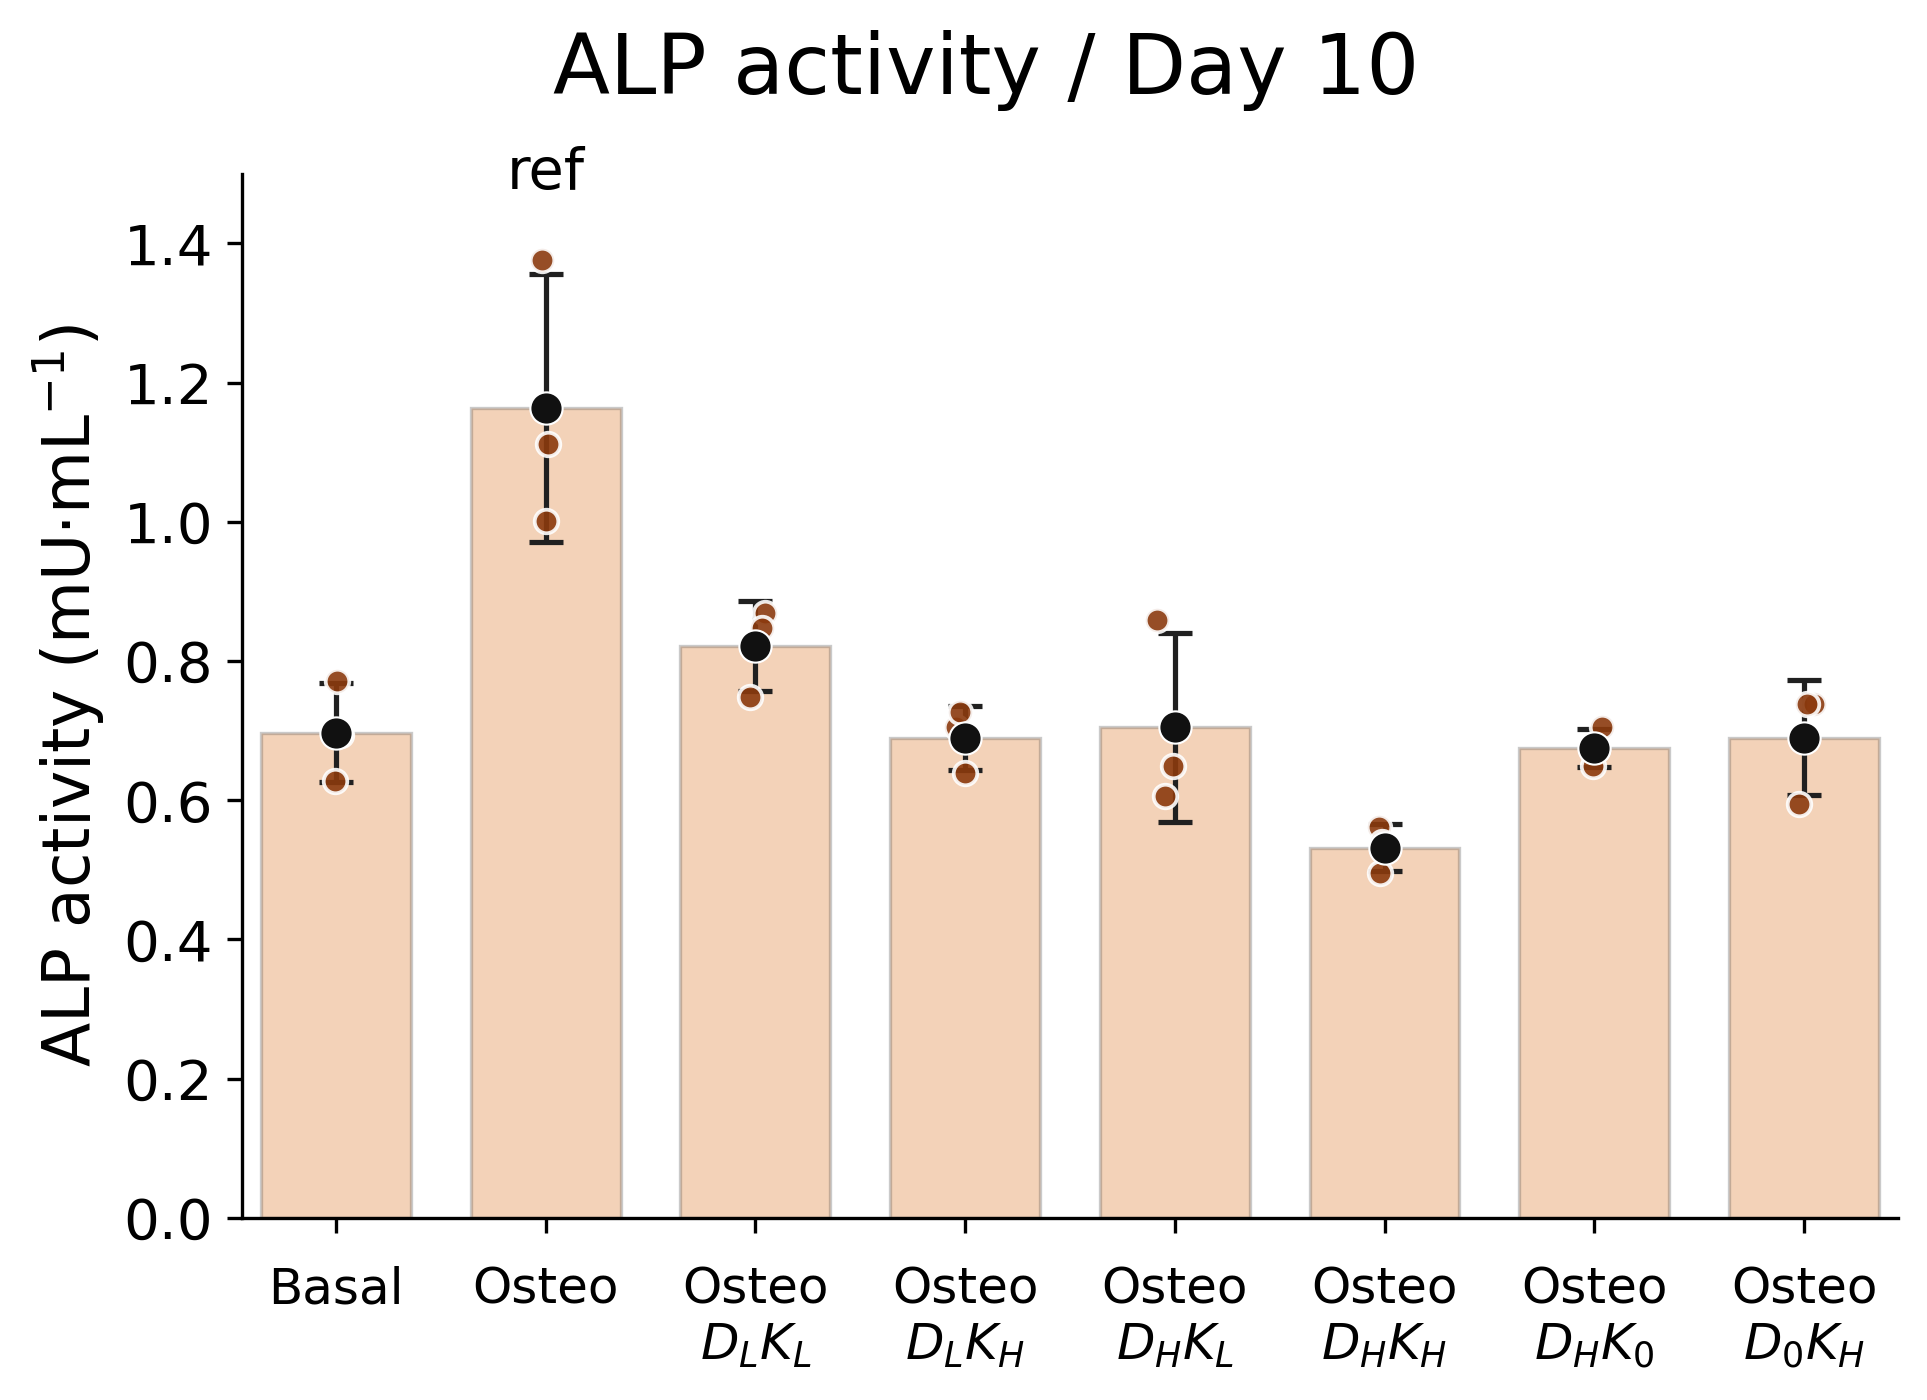 ALP activity / Day 10
ref
ALP activity (mU·mL⁻¹)
1.4
1.2
1.0
0.8
0.6
0.4
0.2
0.0
Basal
Osteo
Osteo D_LK_L
Osteo D_LK_H
Osteo D_HK_L
Osteo D_HK_H
Osteo D_HK_0
Osteo D_0K_H